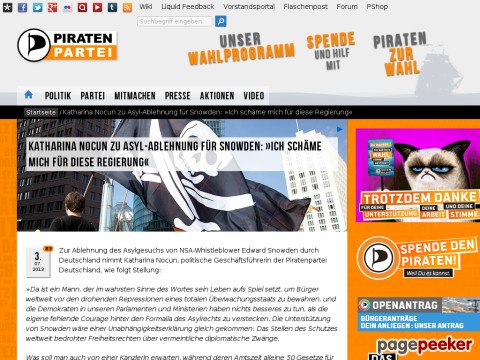 Wiki Liquid Feedback Vorstandsportal Flaschenpost Forum PShop
Suchbegriff eingeben
PIRATEN
PARTEI
UNSER
WAHLPROGRAMM
SPENDE
UND HILF
MIT
PIRATEN
ZUR
WAHL
POLITIK PARTEI MITMACHEN PRESSE AKTIONEN VIDEO
Startseite / Katharina Nocun zu Asyl-Ablehnung für Snowden: »Ich schäme mich für diese Regierung«
KATHARINA NOCUN ZU ASYL-ABLEHNUNG FÜR SNOWDEN: »ICH SCHÄME
MICH FÜR DIESE REGIERUNG«
3.
07.
2013
Zur Ablehnung des Asylgesuchs von NSA-Whistleblower Edward Snowden durch
Deutschland nimmt Katharina Nocun, politische Geschäftsführerin der Piratenpartei
Deutschland, wie folgt Stellung:
»Da ist ein Mann, der im wahrsten Sinne des Wortes sein Leben aufs Spiel setzt, um Bürger
weltweit vor den drohenden Repressionen eines totalen Überwachungsstaats zu bewahren, und
die Demokraten in unseren Parlamenten und Ministerien haben nichts besseres zu tun, als die
eigene fehlende Courage hinter den Formalia des Asylrechts zu verstecken. Die Unterstützung
von Snowden wäre einer Unabhängigkeitserklärung gleich gekommen: Das Stellen des Schutzes
weltweit bedrohter Freiheitsrechten über vermeintliche diplomatische Zwänge.
Was soll man auch von einer Kanzlerin erwarten, während deren Amtszeit alleine 50 Gesetze für
TROTZDEM DANKE
FÜR DEINE
UNTERSTÜTZUNG
DEINE
ARBEIT
UND DEINE
STIMME
SPENDE DEN
PIRATEN!
Weil Du es kannst.
OPENANTRAG
BÜRGERANTRÄGE
DEIN ANLIEGEN : UNSER ANTRAG
DAS
pagepeeker